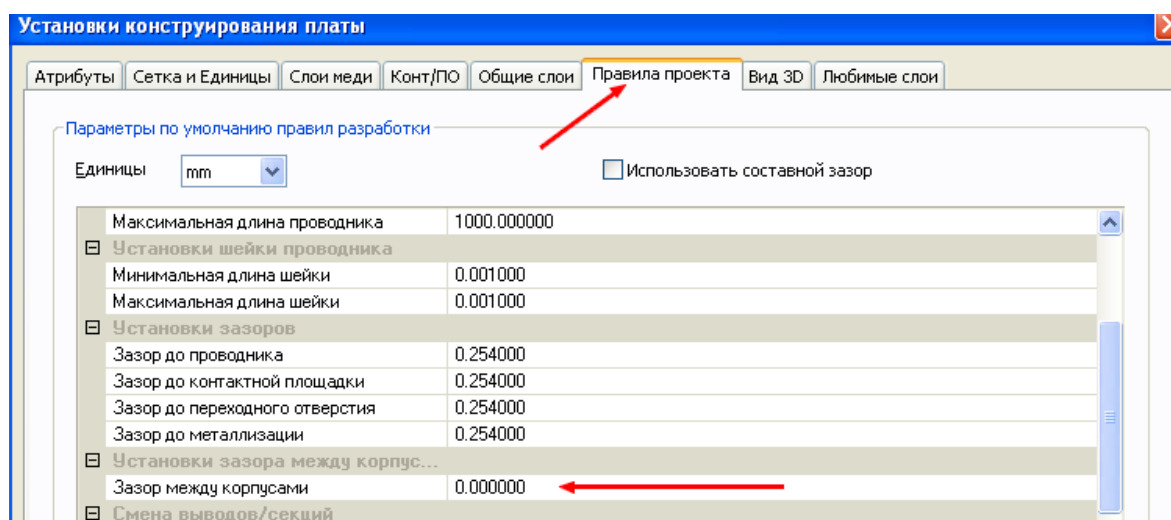 Установки конструирования платы
Атрибуты Сетка и Единицы Слои меди Конт/ПО Общие слои Правила проекта Вид 3D Любимые слои
Параметры по умолчанию правил разработки
Единицы mm Использовать составной зазор
Максимальная длина проводника 1000.000000
Установки шейки проводника
Минимальная длина шейки 0.001000
Максимальная длина шейки 0.001000
Установки зазоров
Зазор до проводника 0.254000
Зазор до контактной площадки 0.254000
Зазор до переходного отверстия 0.254000
Зазор до металлизации 0.254000
Установки зазора между корпус...
Зазор между корпусами 0.000000
Смена выводов/секций